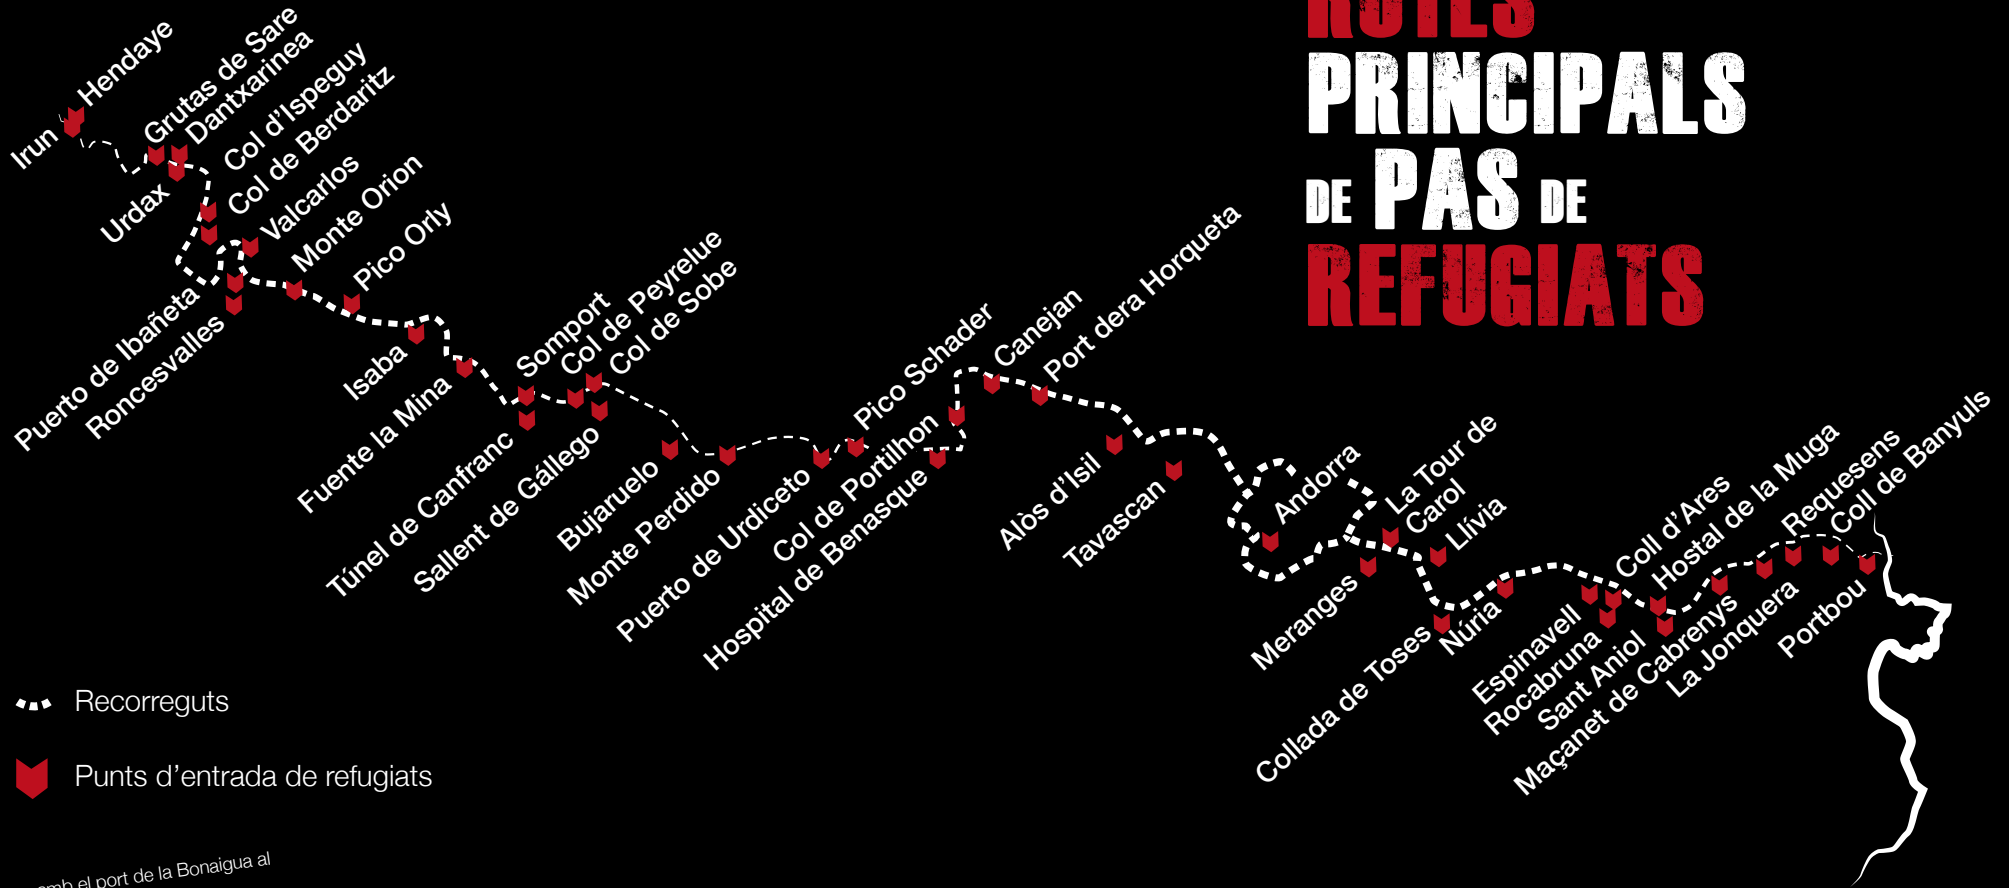 RUTES
PRINCIPALS
DE PAS DE
REFUGIATS
Hendaye
Irun
Grutas de Sare
Dantxarinea
Urdax
Col d'Ispeguy
Col de Berdaritz
Valcarlos
Monte Orion
Pico Orly
Puerto de Ibañeta
Roncesvalles
Isaba
Fuente la Mina
Somport
Col de Peyrelue
Col de Sobe
Túnel de Canfranc
Sallent de Gállego
Bujaruelo
Monte Perdido
Puerto de Urdiceto
Pico Schader
Col de Portilhon
Hospital de Benasque
Canejan
Port dera Horqueta
Alòs d'Isil
Tavascan
Andorra
La Tour de
Carol
Llívia
Meranges
Collada de Toses
Núria
Espinavell
Rocabruna
Coll d'Ares
Hostal de la Muga
Sant Aniol
Maçanet de Cabrenys
La Jonquera
Requesens
Coll de Banyuls
Portbou
Recorreguts
Punts d'entrada de refugiats
amb el port de la Bonaigua al